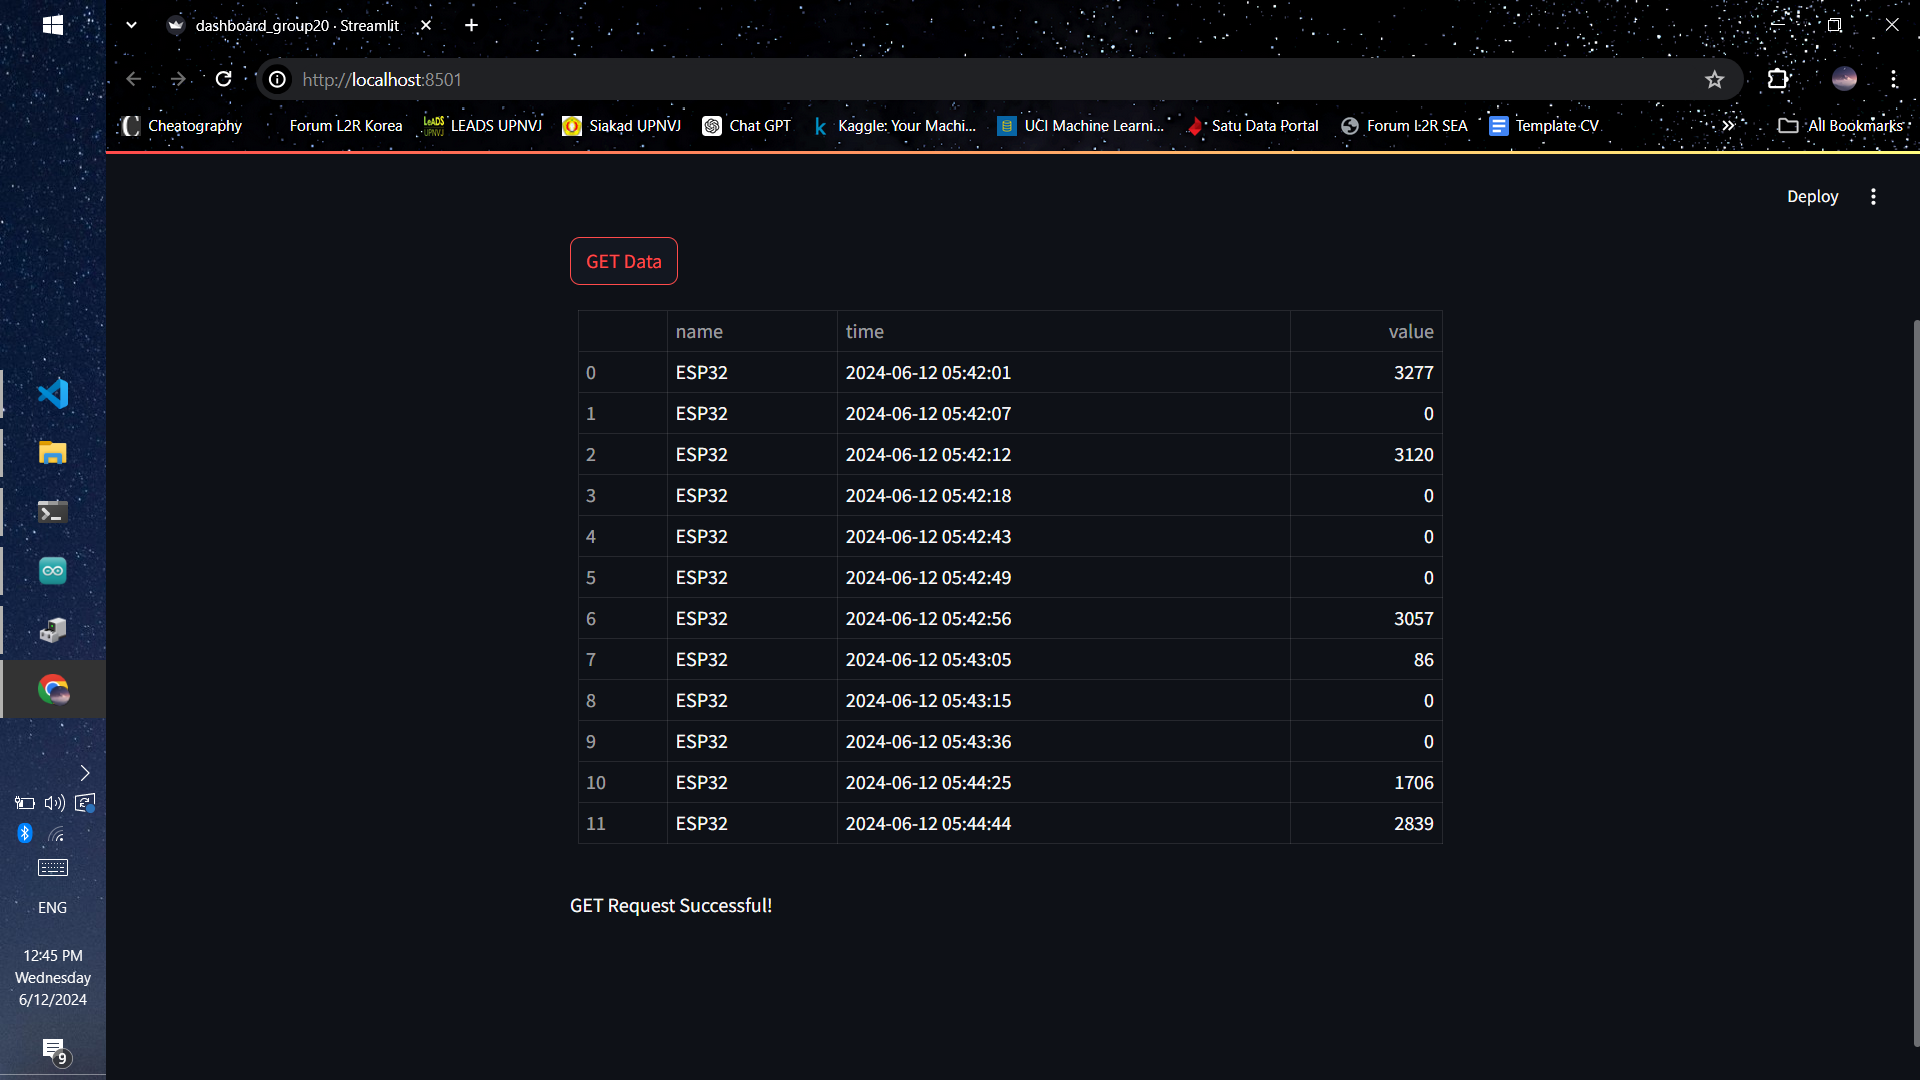 dashboard_group20 · Streamlit
http://localhost:8501
Cheatography
Forum L2R Korea
LeADS UPNVJ
LEADS UPNVJ
Siakad UPNVJ
Chat GPT
Kaggle: Your Machi...
UCI Machine Learni...
Satu Data Portal
Forum L2R SEA
Template CV
All Bookmarks
Deploy
GET Data
name time value
0 ESP32 2024-06-12 05:42:01 3277
1 ESP32 2024-06-12 05:42:07 0
2 ESP32 2024-06-12 05:42:12 3120
3 ESP32 2024-06-12 05:42:18 0
4 ESP32 2024-06-12 05:42:43 0
5 ESP32 2024-06-12 05:42:49 0
6 ESP32 2024-06-12 05:42:56 3057
7 ESP32 2024-06-12 05:43:05 86
8 ESP32 2024-06-12 05:43:15 0
9 ESP32 2024-06-12 05:43:36 0
10 ESP32 2024-06-12 05:44:25 1706
11 ESP32 2024-06-12 05:44:44 2839
GET Request Successful!
ENG
12:45 PM
Wednesday
6/12/2024
9